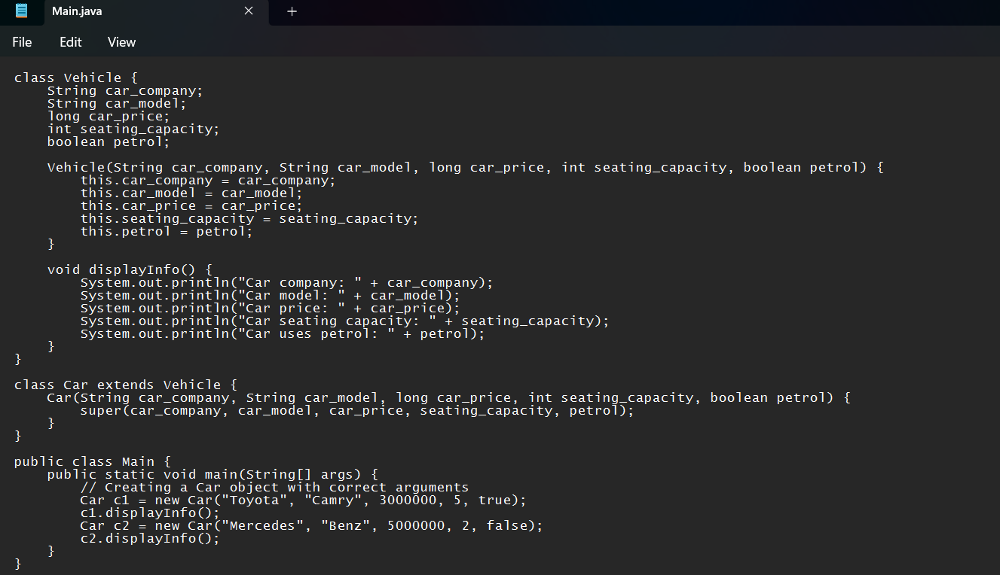 Main.java
File Edit View
class Vehicle {
    String car_company;
    String car_model;
    long car_price;
    int seating_capacity;
    boolean petrol;

    Vehicle(String car_company, String car_model, long car_price, int seating_capacity, boolean petrol) {
        this.car_company = car_company;
        this.car_model = car_model;
        this.car_price = car_price;
        this.seating_capacity = seating_capacity;
        this.petrol = petrol;
    }

    void displayInfo() {
        System.out.println("Car company: " + car_company);
        System.out.println("Car model: " + car_model);
        System.out.println("Car price: " + car_price);
        System.out.println("Car seating capacity: " + seating_capacity);
        System.out.println("Car uses petrol: " + petrol);
    }
}

class Car extends Vehicle {
    Car(String car_company, String car_model, long car_price, int seating_capacity, boolean petrol) {
        super(car_company, car_model, car_price, seating_capacity, petrol);
    }
}

public class Main {
    public static void main(String[] args) {
        // Creating a Car object with correct arguments
        Car c1 = new Car("Toyota", "Camry", 3000000, 5, true);
        c1.displayInfo();
        Car c2 = new Car("Mercedes", "Benz", 5000000, 2, false);
        c2.displayInfo();
    }
}